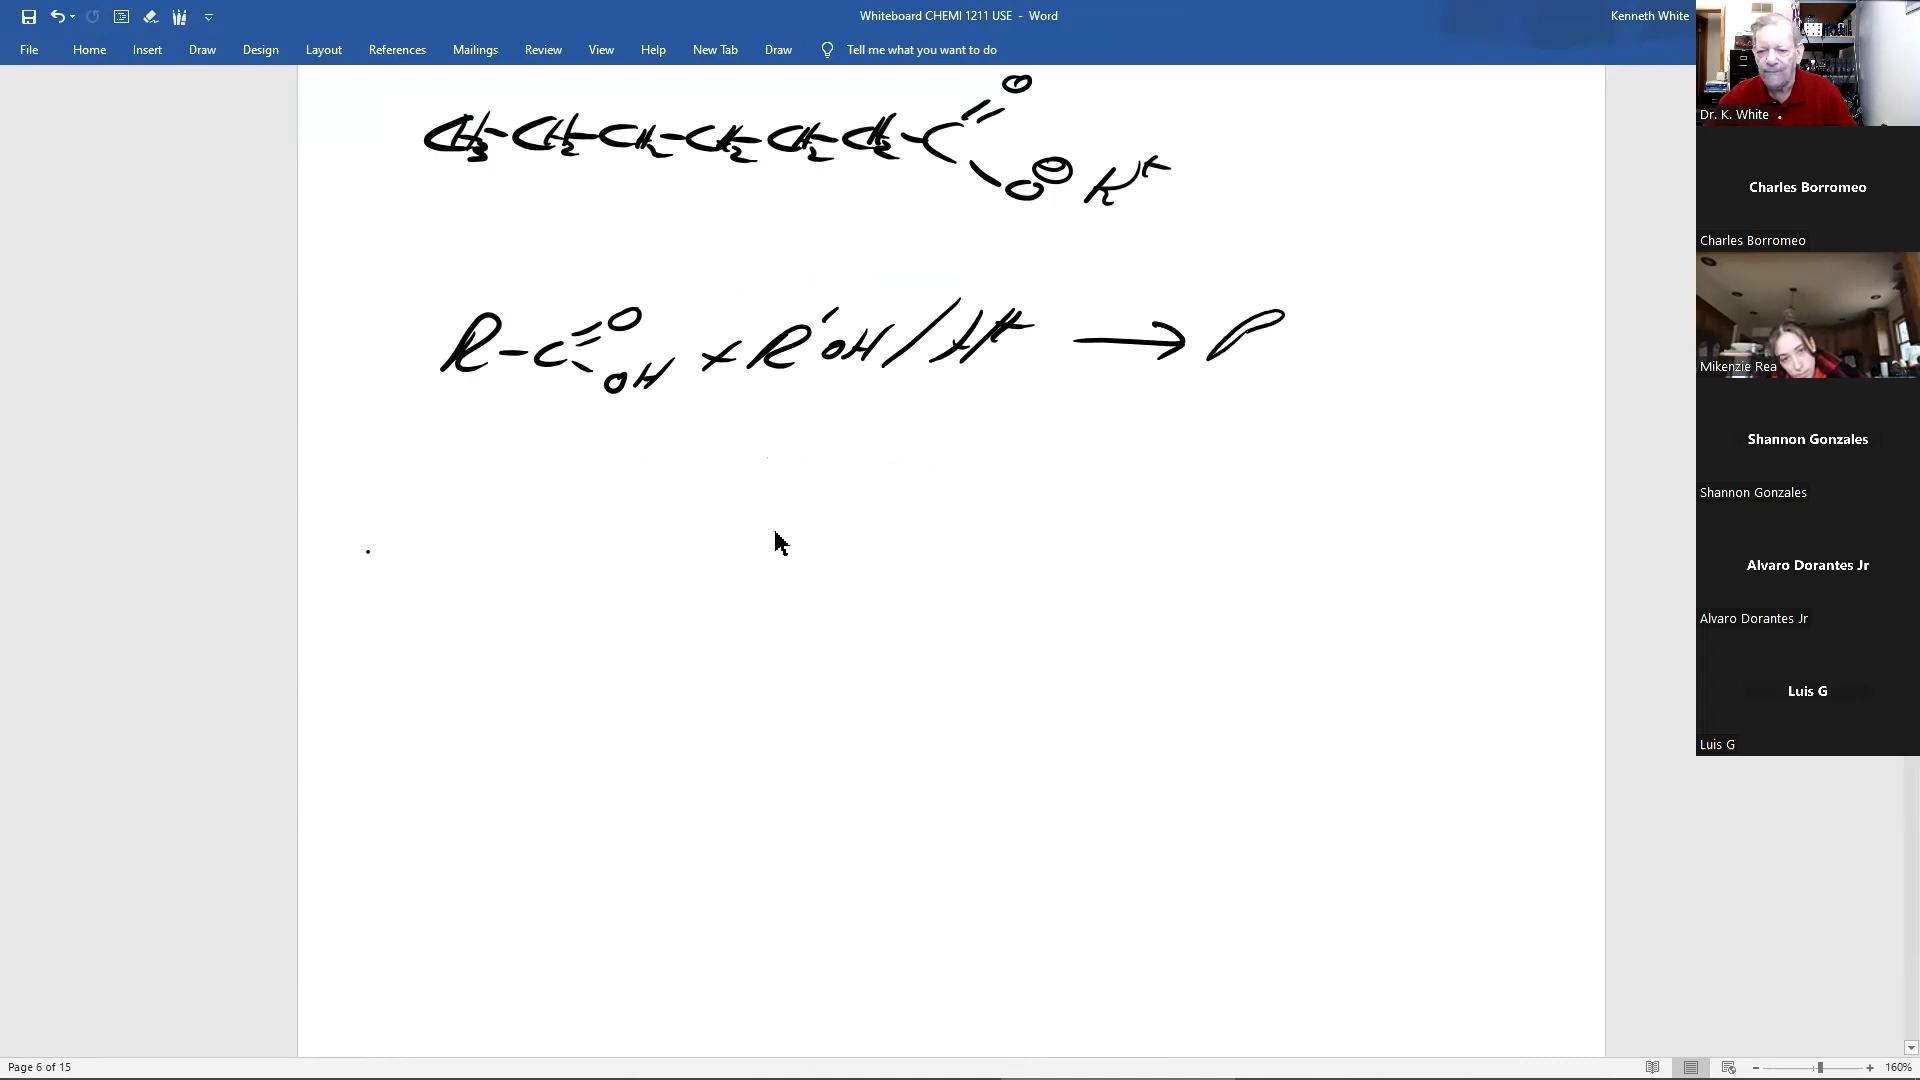 Whiteboard CHEMI 1211 USE - Word
Kenneth White
File Home Insert Draw Design Layout References Mailings Review View Help New Tab Draw Tell me what you want to do
O
CH3-CH2-CH2-CH2-CH2-CH2-C
O⊖ K+
R-C=O OH + R'OH/H+ → P
Dr. K. White
Charles Borromeo
Charles Borromeo
Mikenzie Rea
Shannon Gonzales
Shannon Gonzales
Alvaro Dorantes Jr
Alvaro Dorantes Jr
Luis G
Luis G
Page 6 of 15
160%